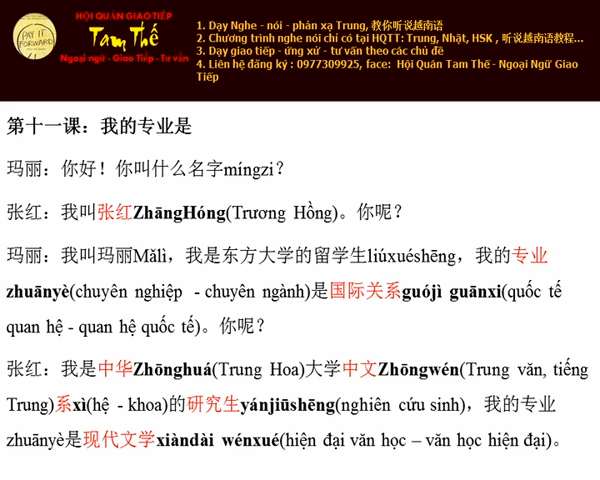 HỘI QUÁN GIAO TIẾP
Tam Thế
Ngoại ngữ - Giao Tiếp - Tư vấn
PAY IT
FORWARD
1. Dạy Nghe - nói - phản xạ Trung, 教你听说越南语
2. Chương trình nghe nói chỉ có tại HQTT: Trung, Nhật, HSK , 听说越南语教程...
3. Dạy giao tiếp - ứng xử - tư vấn theo các chủ đề
4. Liên hệ đăng ký : 0977309925, face: Hội Quán Tam Thế - Ngoại Ngữ Giao
Tiếp
第十一课：我的专业是
玛丽：你好！你叫什么名字míngzi？
张红：我叫张红ZhāngHóng(Trương Hồng)。你呢？
玛丽：我叫玛丽Mǎlì，我是东方大学的留学生liúxuéshēng，我的专业
zhuānyè(chuyên nghiệp - chuyên ngành)是国际关系guójì guānxi(quốc tế
quan hệ - quan hệ quốc tế)。你呢？
张红：我是中华Zhōnghuá(Trung Hoa)大学中文Zhōngwén(Trung văn, tiếng
Trung)系xì(hệ - khoa)的研究生yánjiūshēng(nghiên cứu sinh)，我的专业
zhuānyè是现代文学xiàndài wénxué(hiện đại văn học – văn học hiện đại)。